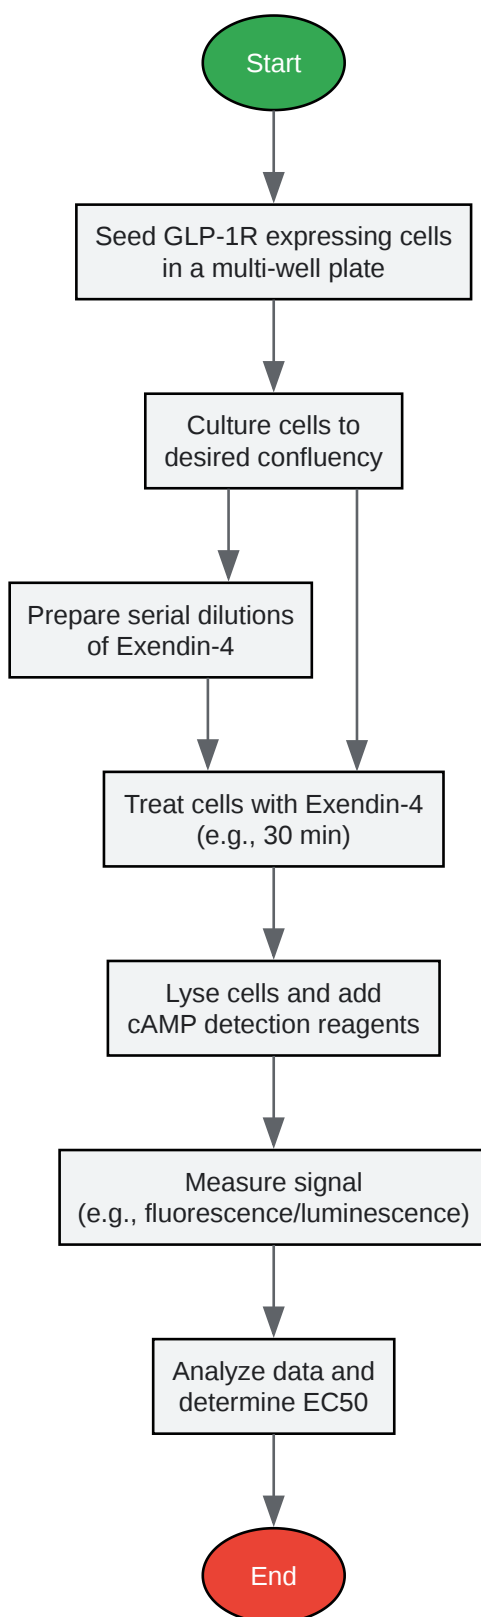 Start
Seed GLP-1R expressing cells
in a multi-well plate
Culture cells to
desired confluency
Prepare serial dilutions
of Exendin-4
Treat cells with Exendin-4
(e.g., 30 min)
Lyse cells and add
cAMP detection reagents
Measure signal
(e.g., fluorescence/luminescence)
Analyze data and
determine EC50
End